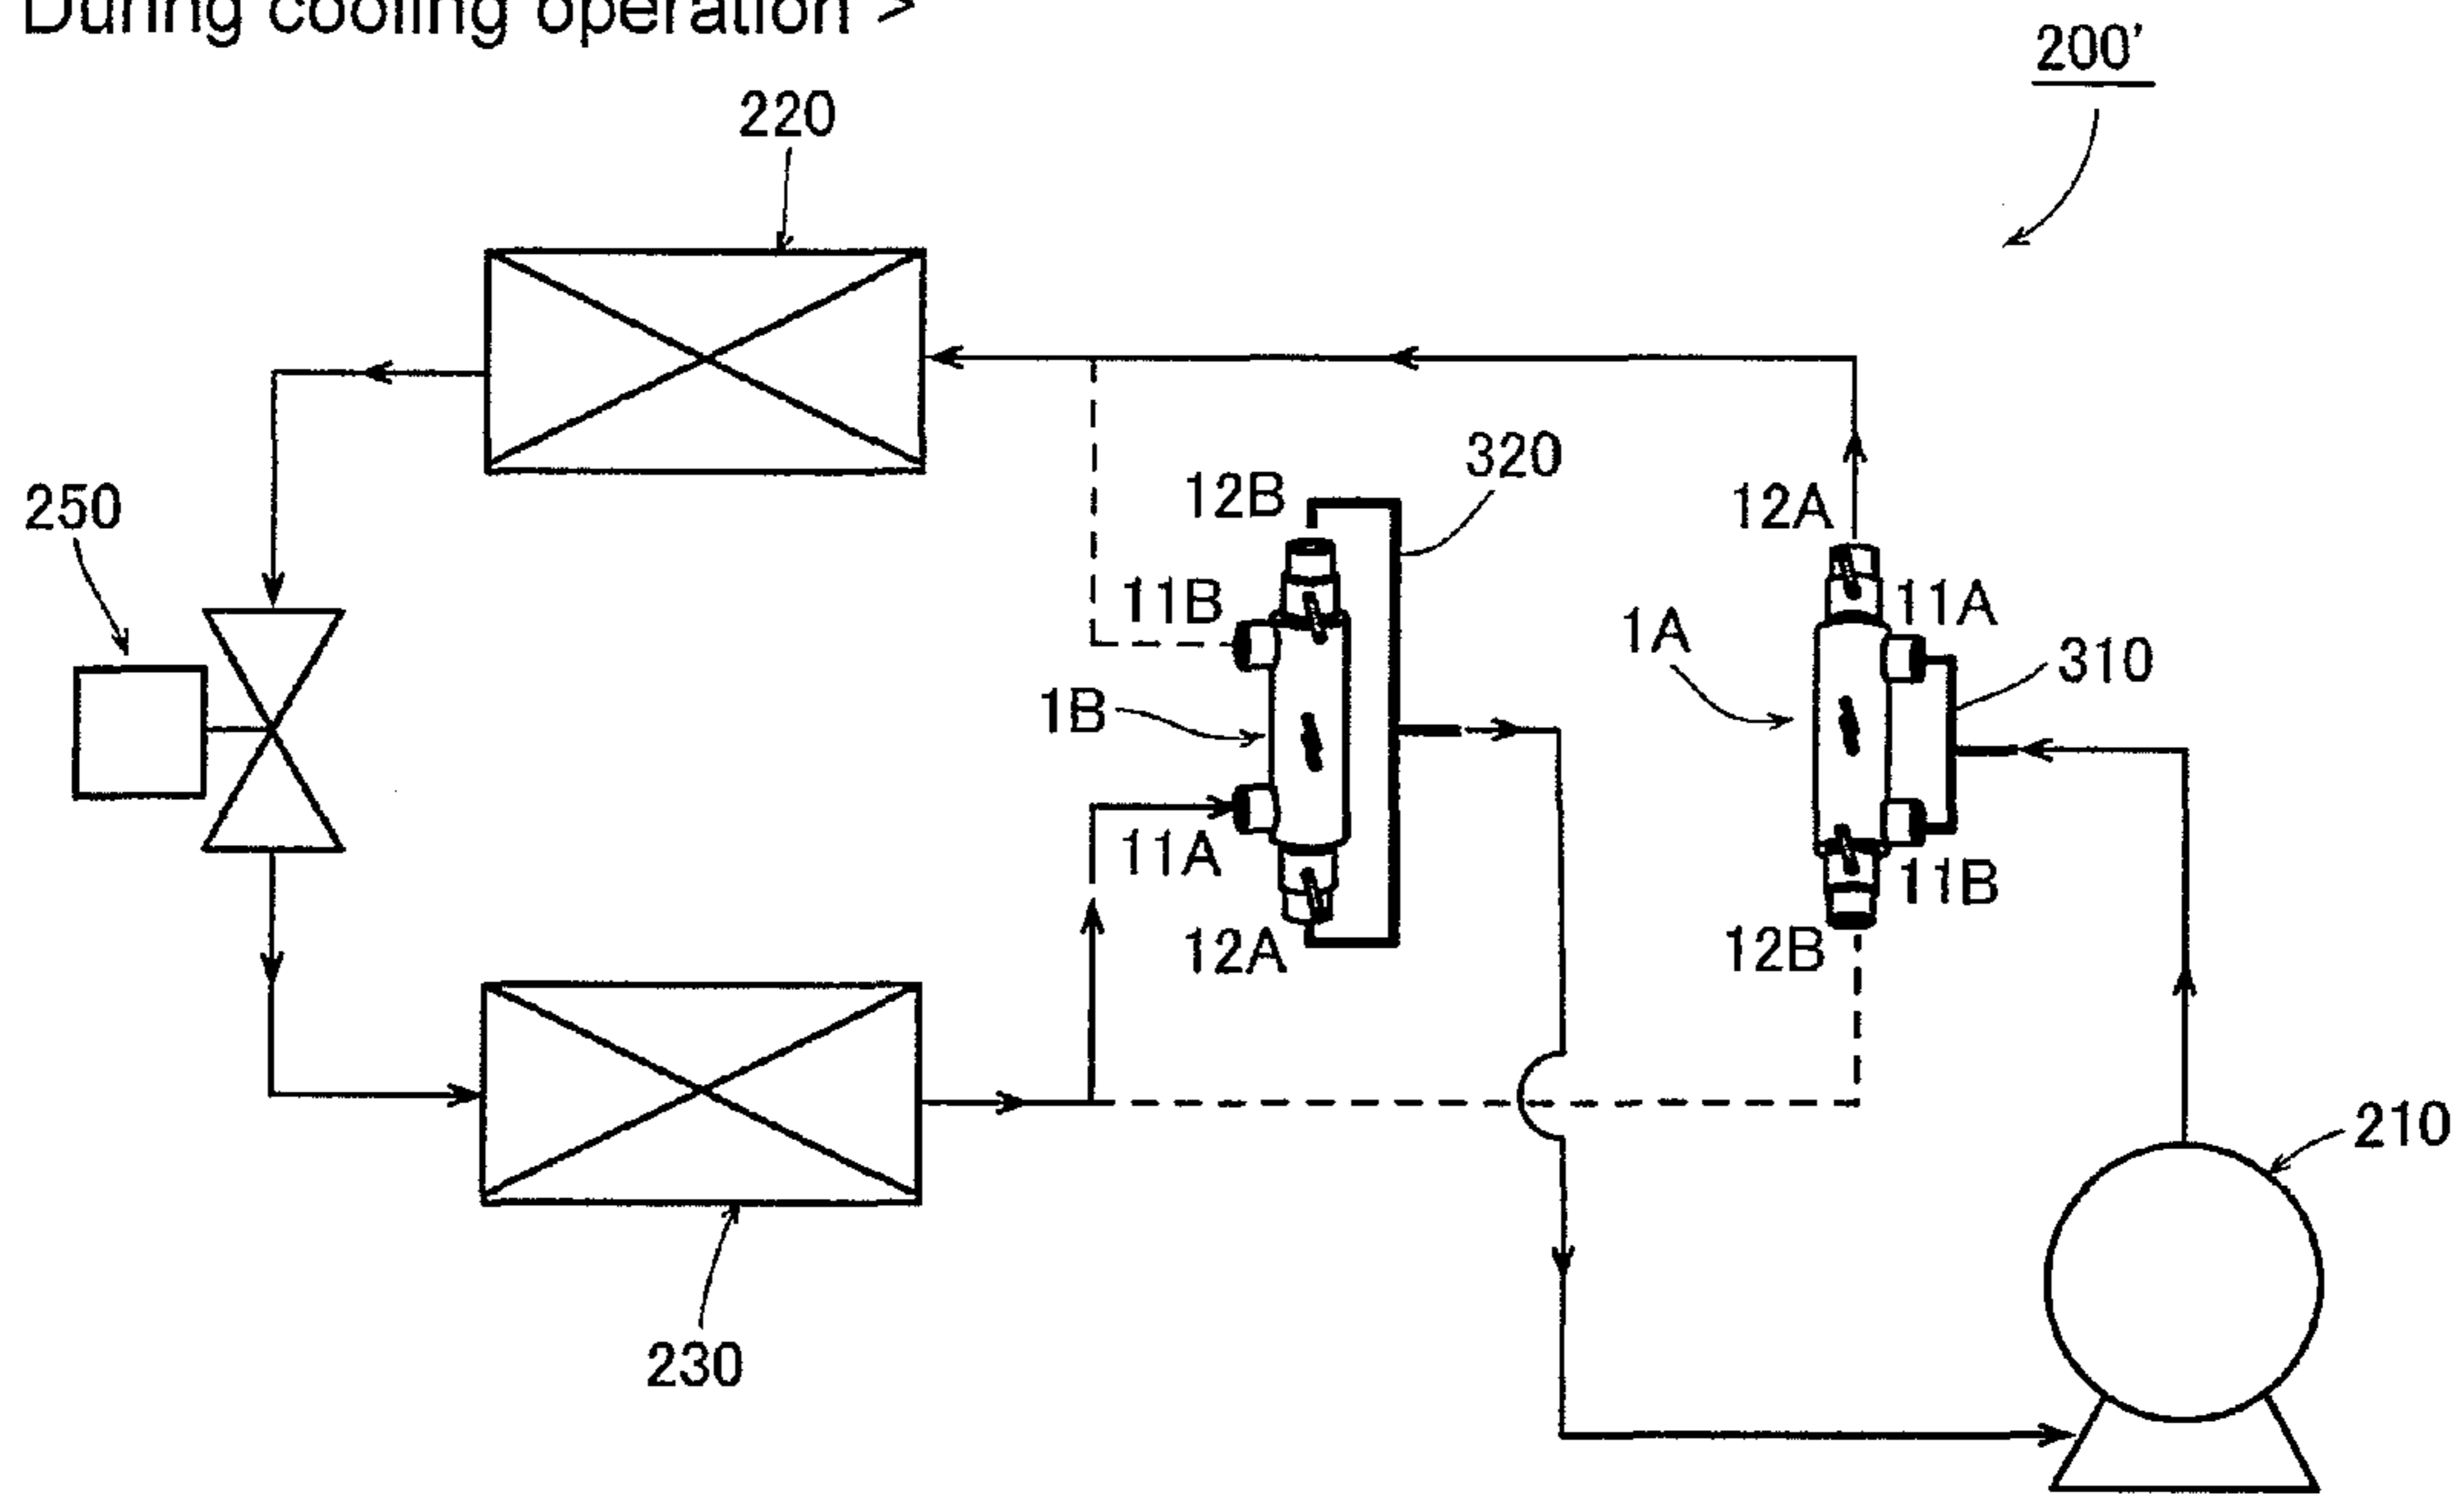 During cooling operation >
200'
220
320
12B
12A
250
11B
11A
1A
310
1B
11A
11B
12A
12B
210
230